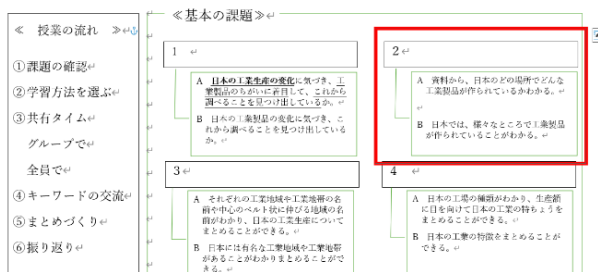 ≪ 授業の流れ ≫
①課題の確認
②学習方法を選ぶ
③共有タイム
グループで
全員で
④キーワードの交流
⑤まとめづくり
⑥振り返り
≪基本の課題≫
1
A 日本の工業生産の変化に気づき、工
業製品のちがいに着目して、これから
調べることを見つけ出しているか。
B 日本の工業製品の変化に気づき、こ
れから調べることを見つけ出している
か。
2
A 資料から、日本のどの場所でどんな
工業製品が作られているかわかる。
B 日本では、様々なところで工業製品
が作られていることがわかる。
3
A それぞれの工業地域や工業地帯の名
前や中心のベルト状に伸びる地域の名
前がわかり、日本の工業生産について
まとめることができる。
B 日本には有名な工業地域や工業地帯
があることがわかりまとめることがで
きる。
4
A 日本の工場の種類がわかり、生産額
に目を向けて日本の工業の特ちょうを
まとめることができる。
B 日本の工業の特徴をまとめることが
できる。